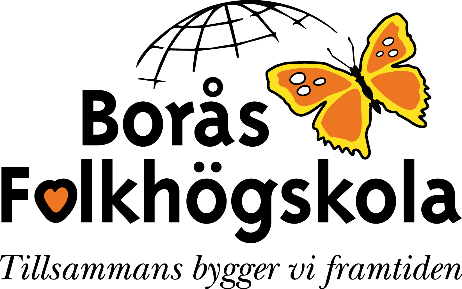 Borås
Folkhögskola
Tillsammans bygger vi framtiden